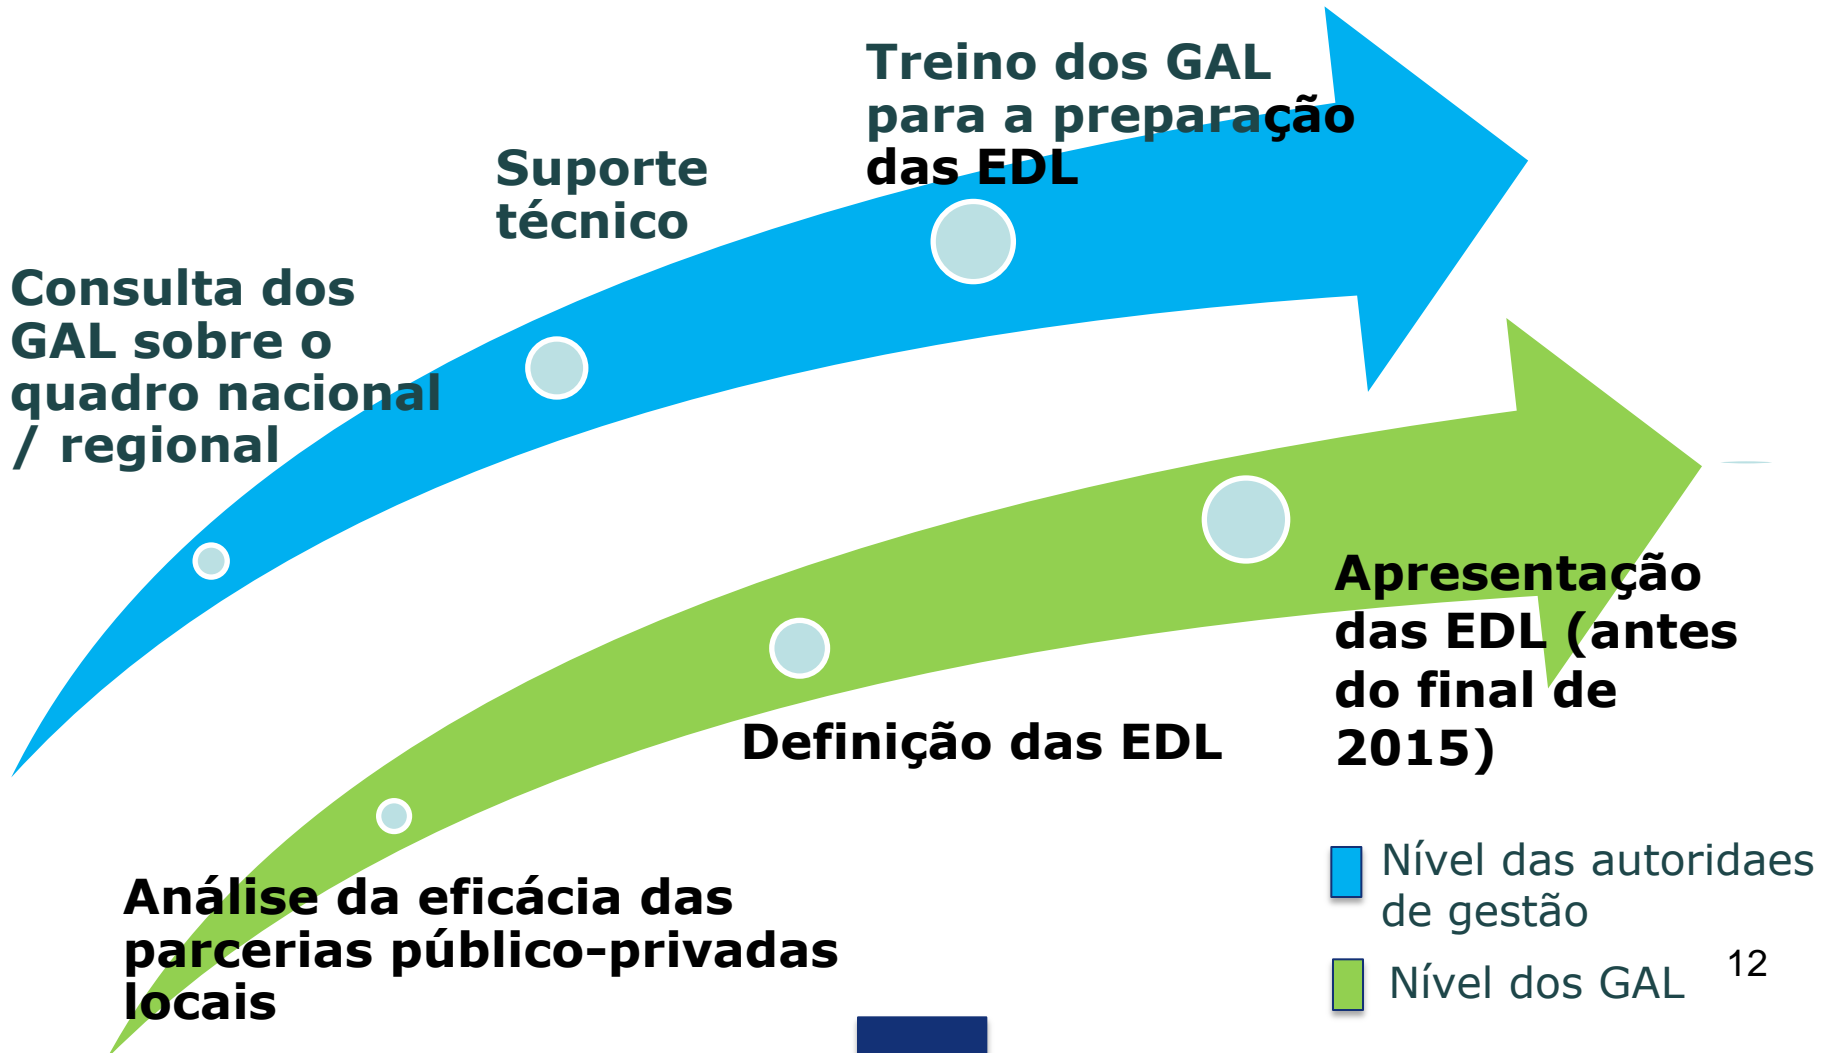 Treino dos GAL
para a preparação
das EDL
Suporte
técnico
Consulta dos
GAL sobre o
quadro nacional
/ regional
Apresentação
das EDL (antes
do final de
2015)
Definição das EDL
Análise da eficácia das
parcerias público-privadas
locais
Nível das autoridaes
de gestão
Nível dos GAL
12